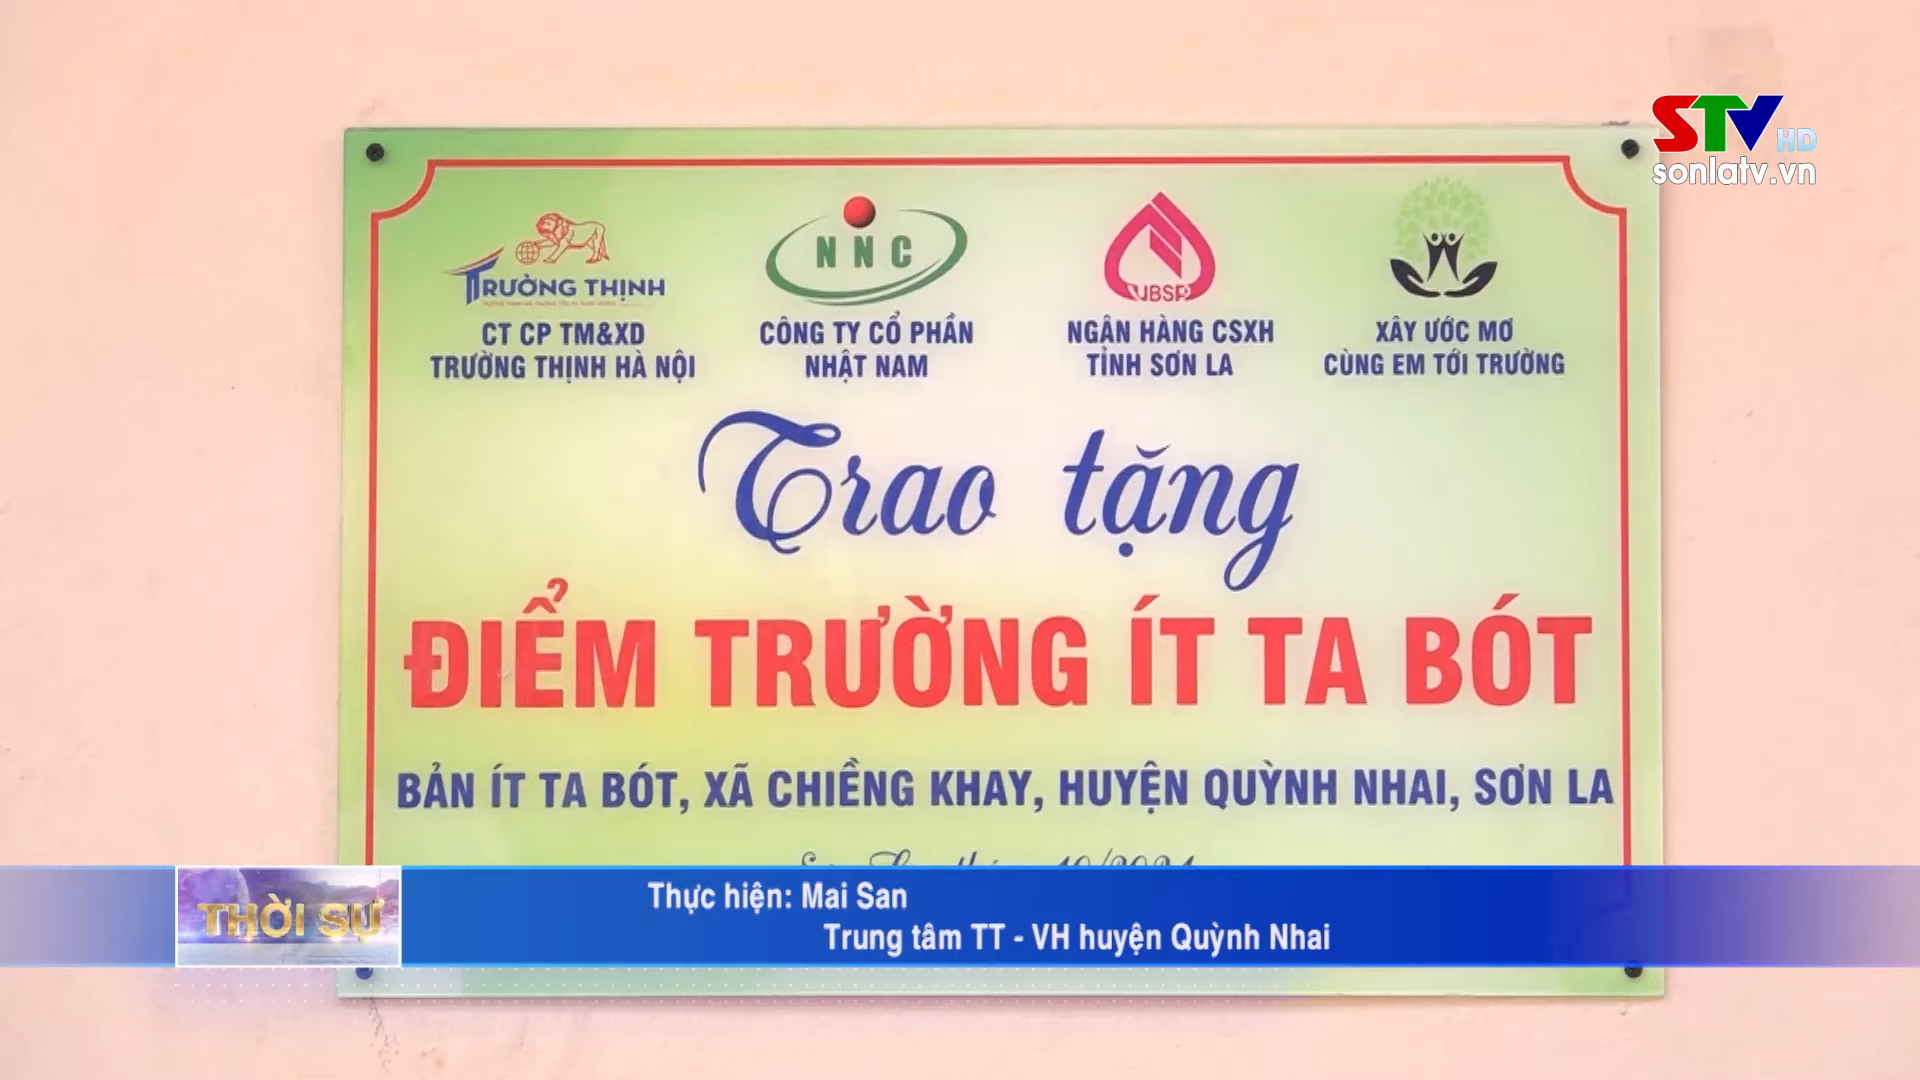 STV HD
sonlatv.vn
TRƯỜNG THỊNH
NNC
VBSP
CT CP TM&XD
TRƯỜNG THỊNH HÀ NỘI
CÔNG TY CỔ PHẦN
NHẬT NAM
NGÂN HÀNG CSXH
TỈNH SƠN LA
XÂY ƯỚC MƠ
CÙNG EM TỚI TRƯỜNG
Trao tặng
ĐIỂM TRƯỜNG ÍT TA BÓT
BẢN ÍT TA BÓT, XÃ CHIỀNG KHAY, HUYỆN QUỲNH NHAI, SƠN LA
THỜI SỰ
Thực hiện: Mai San
Trung tâm TT - VH huyện Quỳnh Nhai